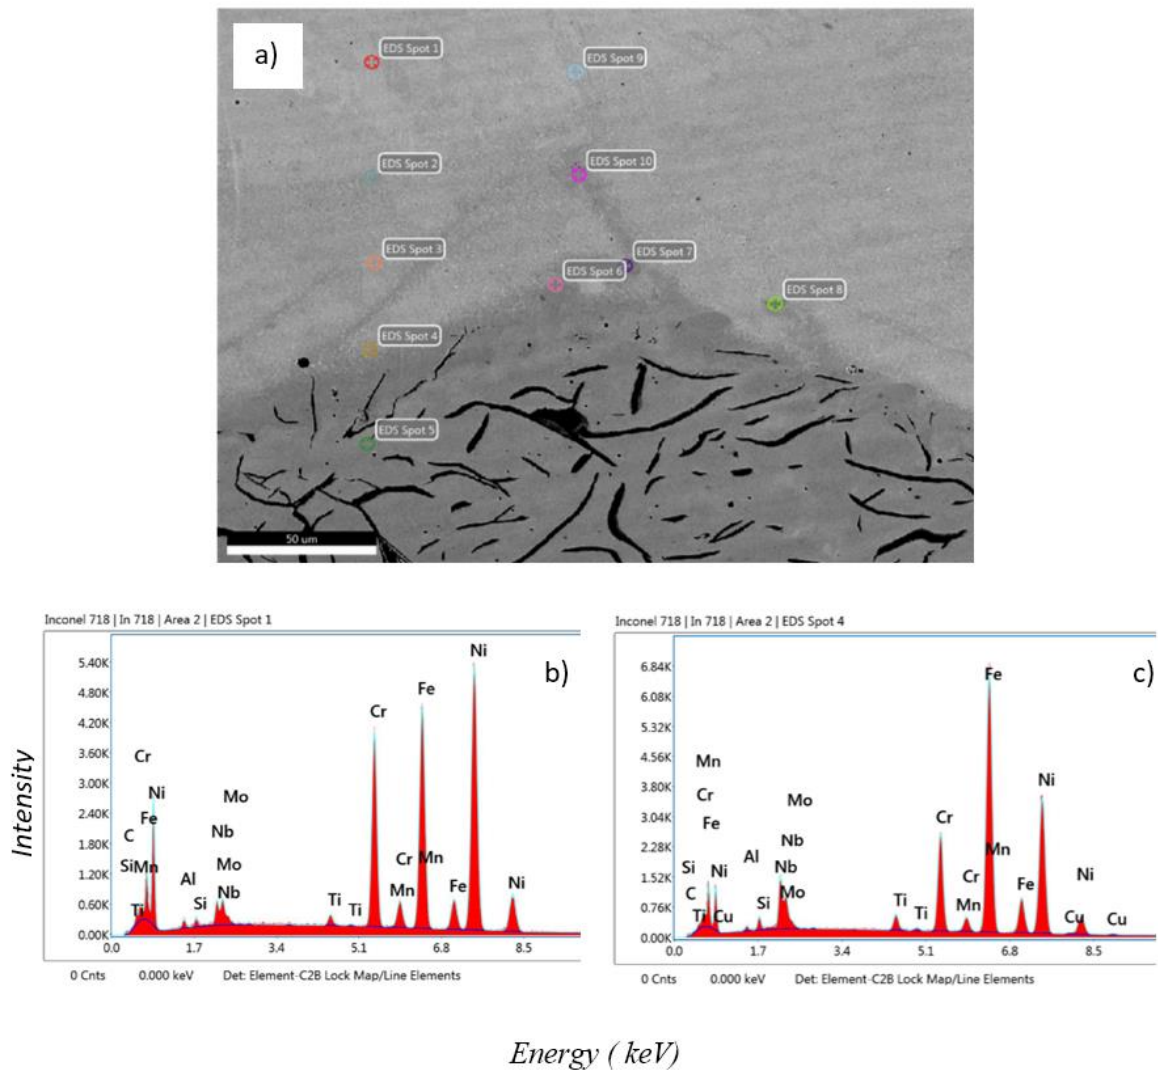 a)
EDS Spot 1
EDS Spot 9
EDS Spot 2
EDS Spot 10
EDS Spot 3
EDS Spot 7
EDS Spot 6
EDS Spot 8
EDS Spot 4
EDS Spot 5
50 um
Inconel 718 | In 718 | Area 2 | EDS Spot 1
b)
5.40K
4.80K
4.20K
3.60K
3.00K
2.40K
1.80K
1.20K
0.60K
0.00K
Ni
Fe
Cr
Cr
Ni
Mo
Fe
Nb
C
Mo
Cr
Mn
Si
Mn
Al
Nb
Mn
Fe
Ni
Si
Ti
Ti
Ti
0.0 1.7 3.4 5.1 6.8 8.5
0 Cnts 0.000 keV Det: Element-C2B Lock Map/Line Elements
Inconel 718 | In 718 | Area 2 | EDS Spot 4
c)
6.84K
6.08K
5.32K
4.56K
3.80K
3.04K
2.28K
1.52K
0.76K
0.00K
Fe
Mn
Ni
Cr
Mo
Fe
Cr
Nb
Mn
Al
Si
Nb
Ni
Cr
Fe
Ni
C
Mo
Si
Ti
Mn
Ti
Cu
Ti
Cu
Cu
0.0 1.7 3.4 5.1 6.8 8.5
0 Cnts 0.000 keV Det: Element-C2B Lock Map/Line Elements
Intensity
Energy ( keV)